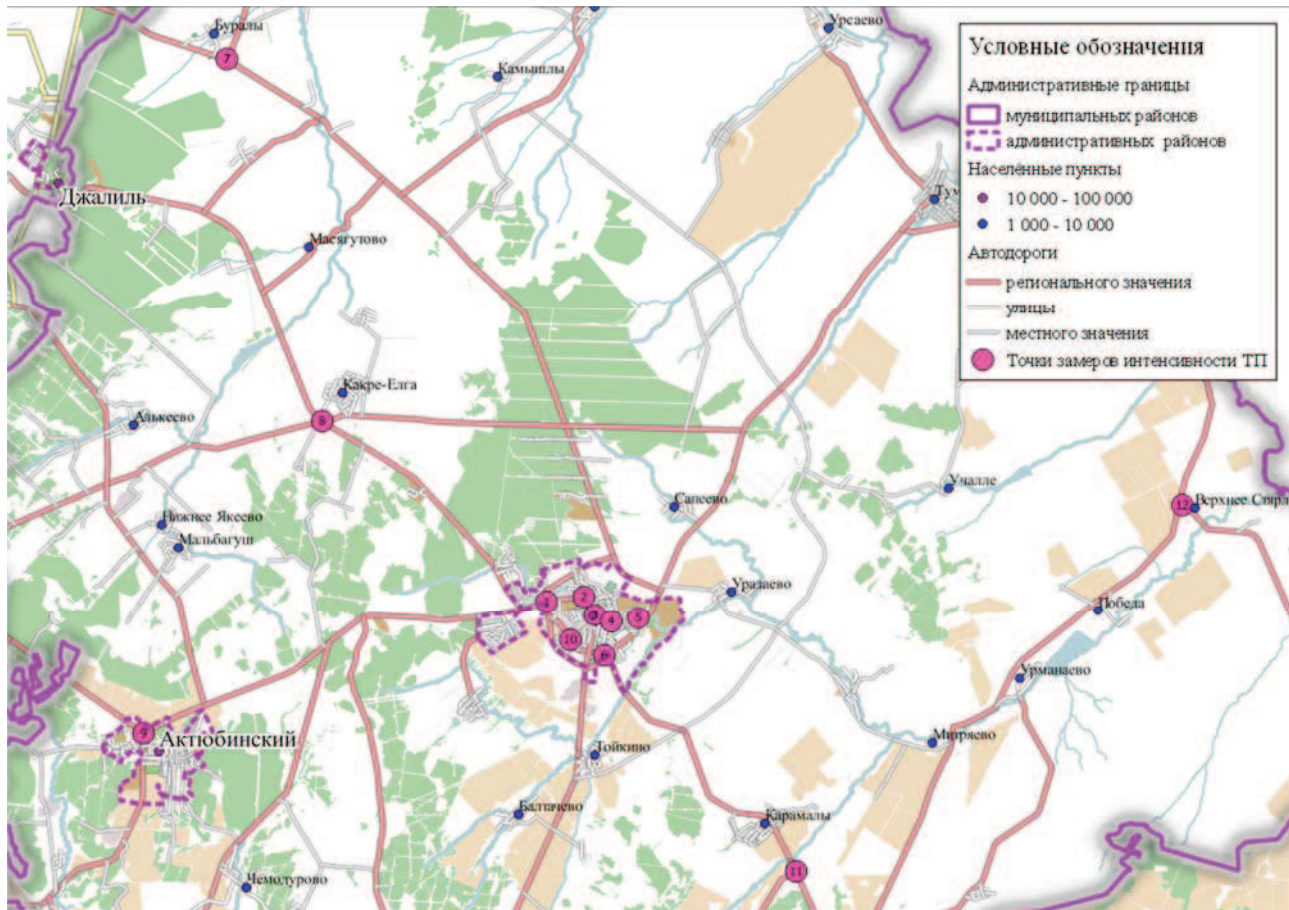 Буралы
7
Камышлы
Урсаево
Джалиль
Масягутово
Какре-Елга
8
Алькеево
Нижнее Якеево
Мальбагуш
Сапеево
Учалле
12
Уразаево
Победа
Урманаево
1
2
3
4
5
10
6
9
Актюбинский
Тойкино
Митряево
Балтачево
Карамалы
11
Чемодурово
Условные обозначения
Административные границы
муниципальных районов
административных районов
Населённые пункты
10 000 - 100 000
1 000 - 10 000
Автодороги
регионального значения
улицы
местного значения
Точки замеров интенсивности ТП